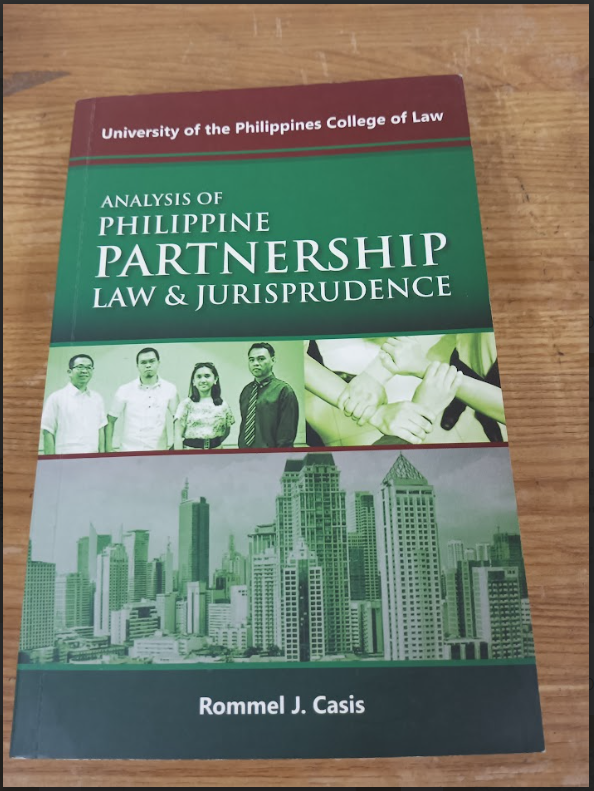 University of the Philippines College of Law
ANALYSIS OF
PHILIPPINE
PARTNERSHIP
LAW & JURISPRUDENCE
Rommel J. Casis